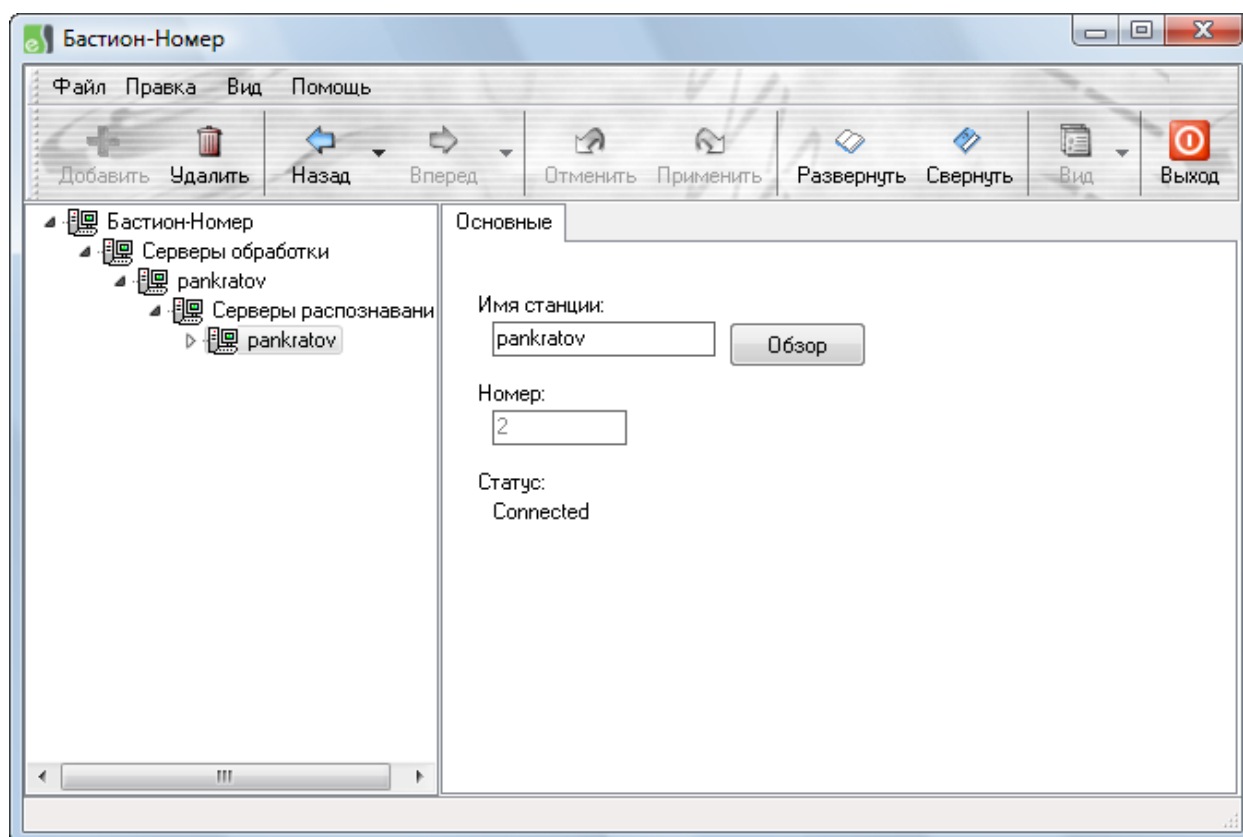 Бастион-Номер
Файл Правка Вид Помощь
Добавить Удалить Назад Вперед Отменить Применить Развернуть Свернуть Вид Выход
Бастион-Номер
Серверы обработки
pankratov
Серверы распознавани
pankratov
Основные
Имя станции:
pankratov Обзор
Номер:
2
Статус:
Connected